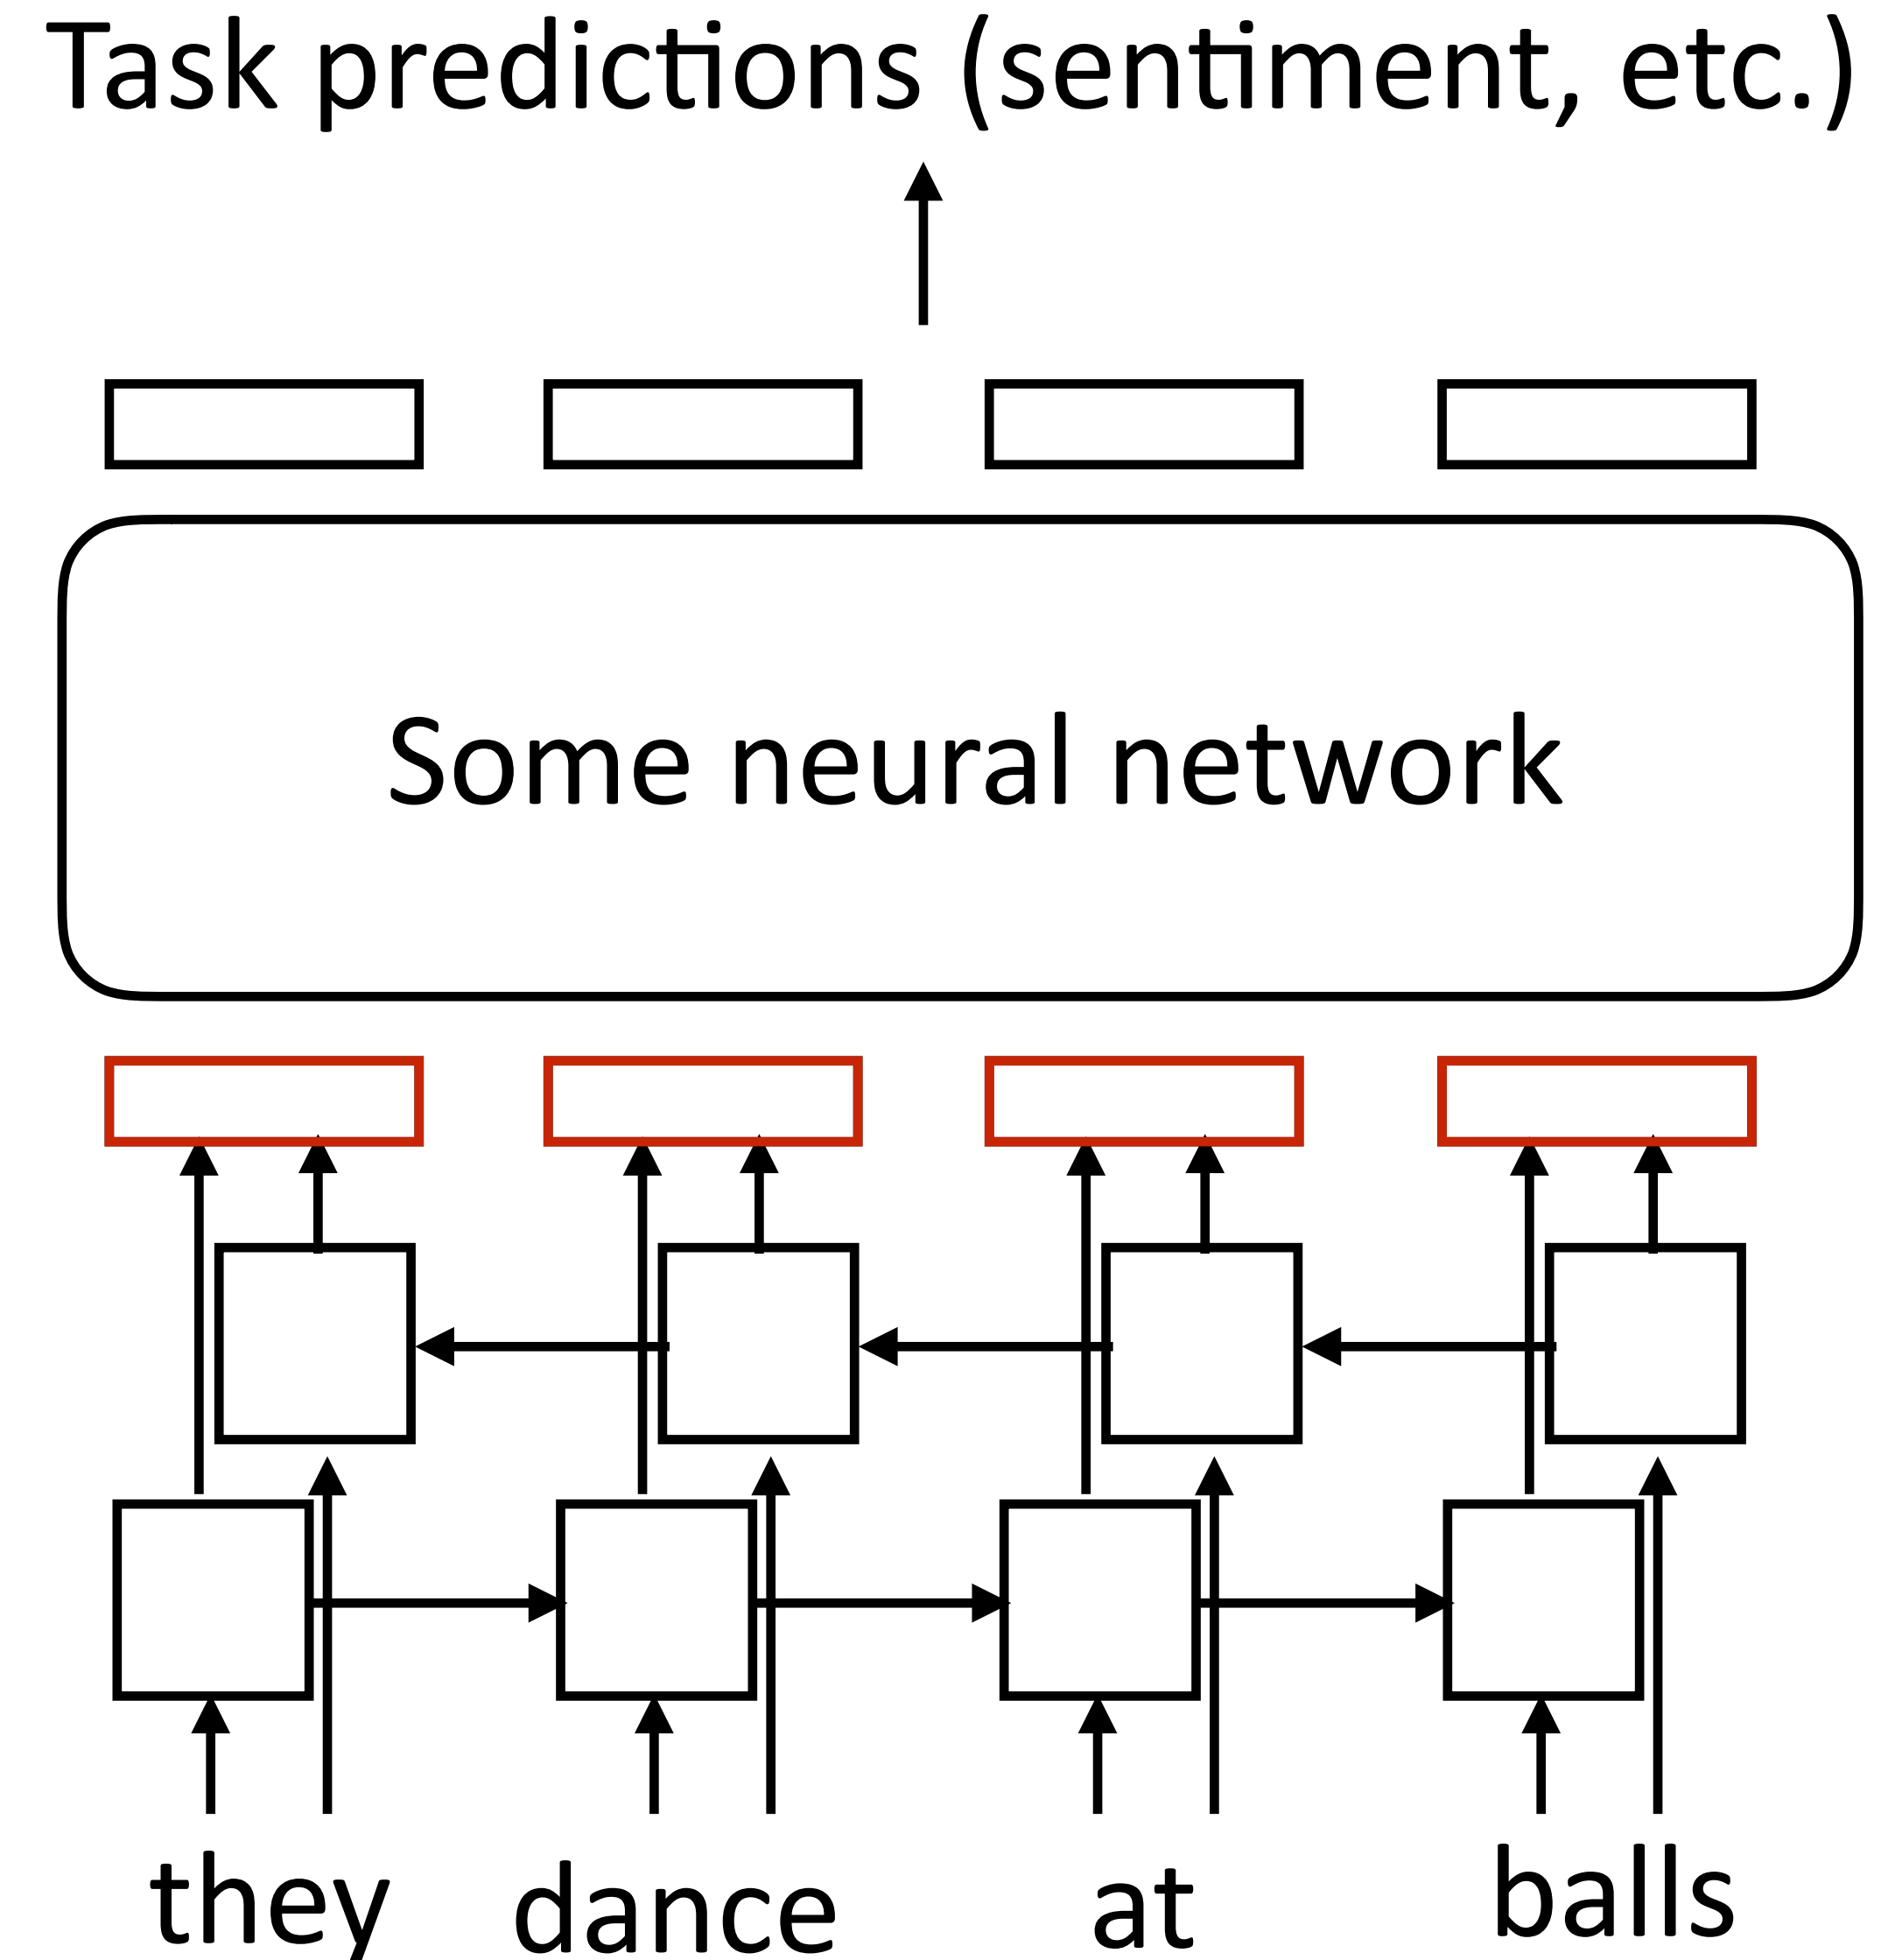 Task predictions (sentiment, etc.)
Some neural network
they dance at balls